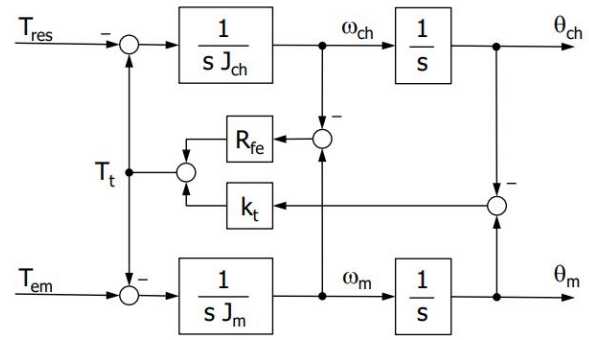 T_res
−
1
s J_ch
ω_ch
1
s
θ_ch
−
R_fe
T_t
−
k_t
T_em
−
1
s J_m
ω_m
1
s
θ_m